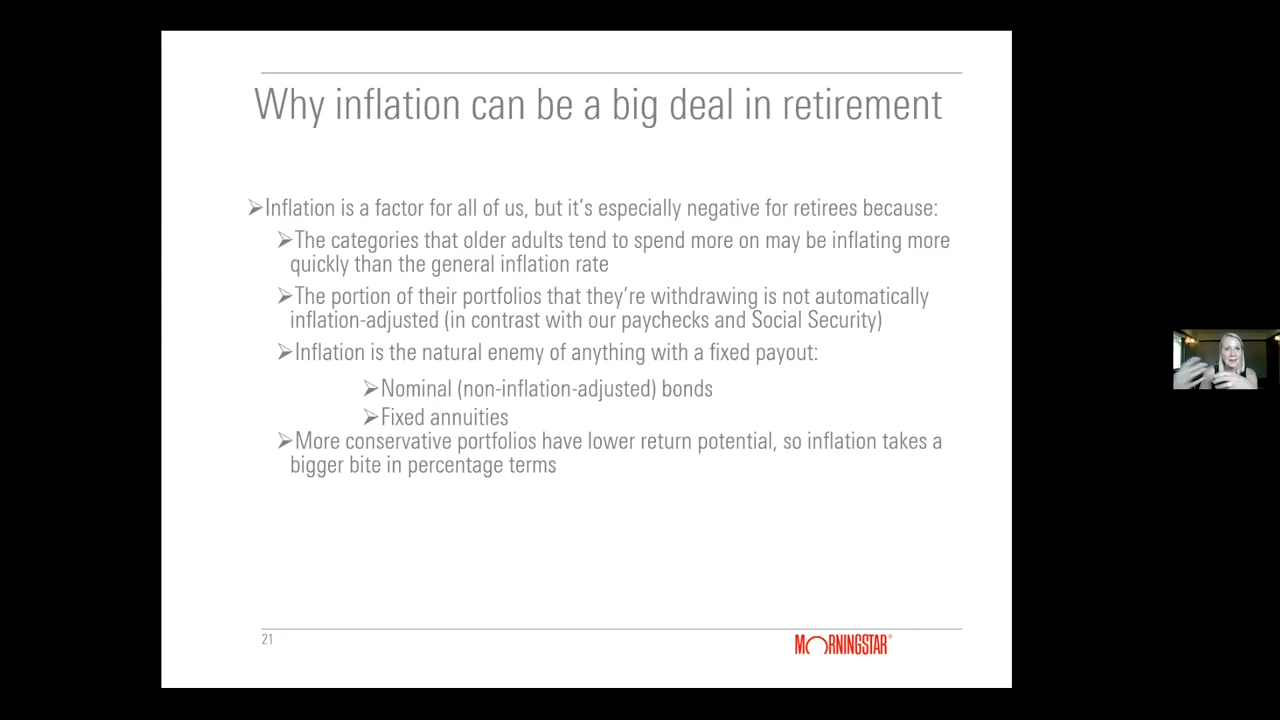 Why inflation can be a big deal in retirement
➢Inflation is a factor for all of us, but it's especially negative for retirees because:
➢The categories that older adults tend to spend more on may be inflating more
quickly than the general inflation rate
➢The portion of their portfolios that they're withdrawing is not automatically
inflation-adjusted (in contrast with our paychecks and Social Security)
➢Inflation is the natural enemy of anything with a fixed payout:
➢Nominal (non-inflation-adjusted) bonds
➢Fixed annuities
➢More conservative portfolios have lower return potential, so inflation takes a
bigger bite in percentage terms
21
MORNINGSTAR®